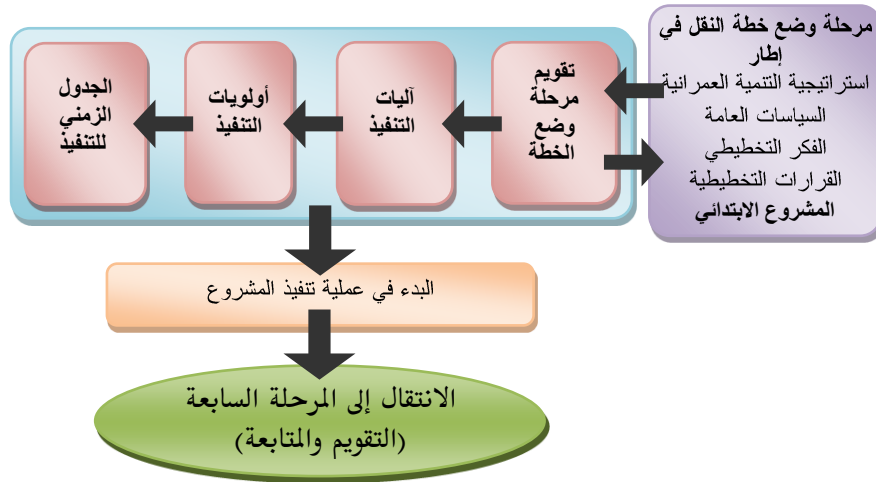 مرحلة وضع خطة النقل في
إطار
استراتيجية التنمية العمرانية
السياسات العامة
الفكر التخطيطي
القرارات التخطيطية
المشروع الابتدائي
تقويم
مرحلة
وضع
الخطة
آليات
التنفيذ
أولويات
التنفيذ
الجدول
الزمني
للتنفيذ
البدء في عملية تنفيذ المشروع
الانتقال إلى المرحلة السابعة
(التقويم والمتابعة)